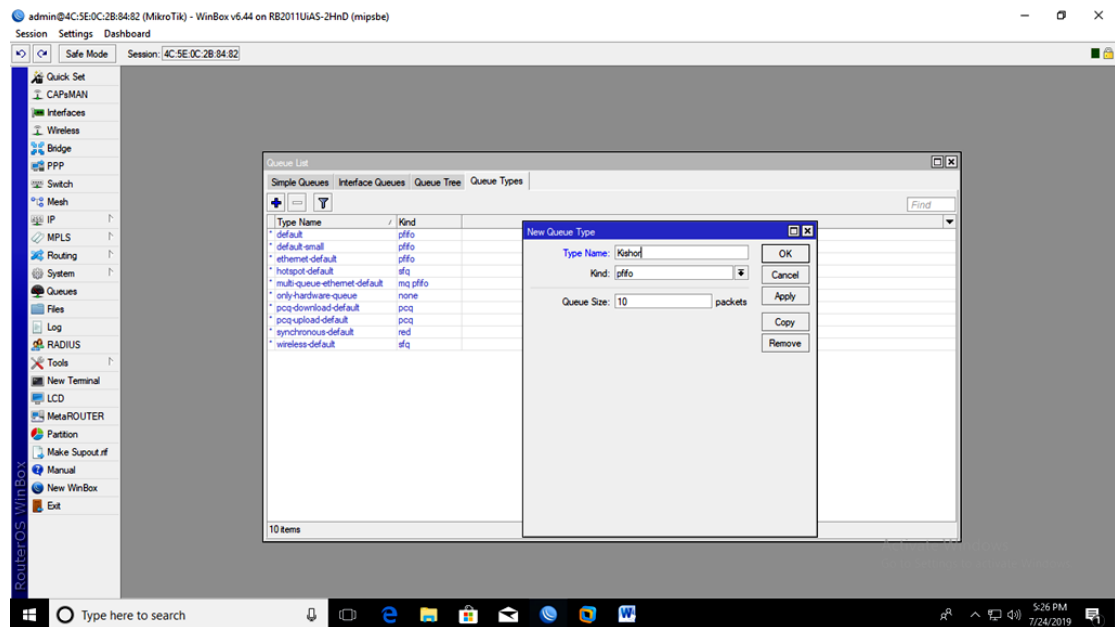 admin@4C:5E:0C:2B:84:82 (MikroTik) - WinBox v6.44 on RB2011UiAS-2HnD (mipsbe)
Session Settings Dashboard
Safe Mode Session: 4C:5E:0C:2B:84:82
Quick Set
CAPsMAN
Interfaces
Wireless
Bridge
PPP
Switch
Mesh
IP
MPLS
Routing
System
Queues
Files
Log
RADIUS
Tools
New Terminal
LCD
MetaROUTER
Partition
Make Supout.rif
Manual
New WinBox
Exit
RouterOS WinBox
Queue List
Simple Queues Interface Queues Queue Tree Queue Types
Find
Type Name / Kind
* default pfifo
* default-small pfifo
* ethernet-default pfifo
* hotspot-default sfq
* multi-queue-ethernet-default mq pfifo
* only-hardware-queue none
* pcq-download-default pcq
* pcq-upload-default pcq
* synchronous-default red
* wireless-default sfq
10 items
New Queue Type
Type Name: Kishor
Kind: pfifo
Queue Size: 10 packets
OK
Cancel
Apply
Copy
Remove
Activate Windows
Type here to search
5:26 PM
7/24/2019